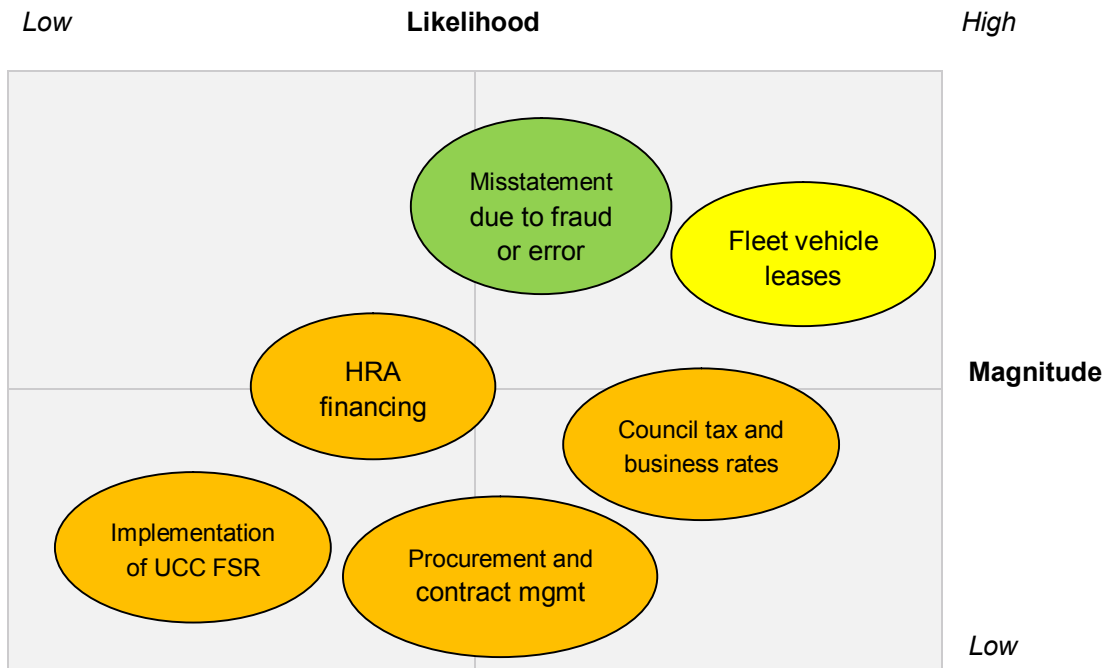 Low
Likelihood
High
Misstatement
due to fraud
or error
Fleet vehicle
leases
HRA
financing
Magnitude
Council tax and
business rates
Implementation
of UCC FSR
Procurement and
contract mgmt
Low